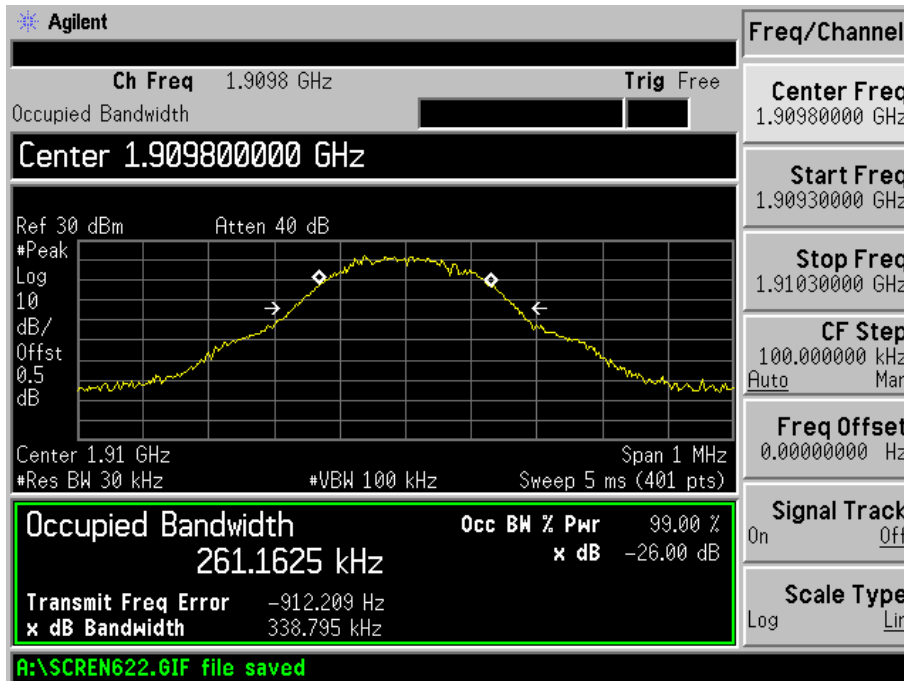 Agilent
Freq/Channel
Ch Freq 1.9098 GHz Trig Free
Occupied Bandwidth
Center 1.909800000 GHz
Center Freq
1.90980000 GHz
Start Freq
1.90930000 GHz
Stop Freq
1.91030000 GHz
CF Step
100.000000 kHz
Auto Man
Freq Offset
0.00000000 Hz
Signal Track
On Off
Scale Type
Log Lin
Ref 30 dBm Atten 40 dB
#Peak
Log
10
dB/
Offst
0.5
dB
Center 1.91 GHz Span 1 MHz
#Res BW 30 kHz #VBW 100 kHz Sweep 5 ms (401 pts)
Occupied Bandwidth
261.1625 kHz
Occ BW % Pwr 99.00 %
x dB -26.00 dB
Transmit Freq Error -912.209 Hz
x dB Bandwidth 338.795 kHz
A:\SCREN622.GIF file saved